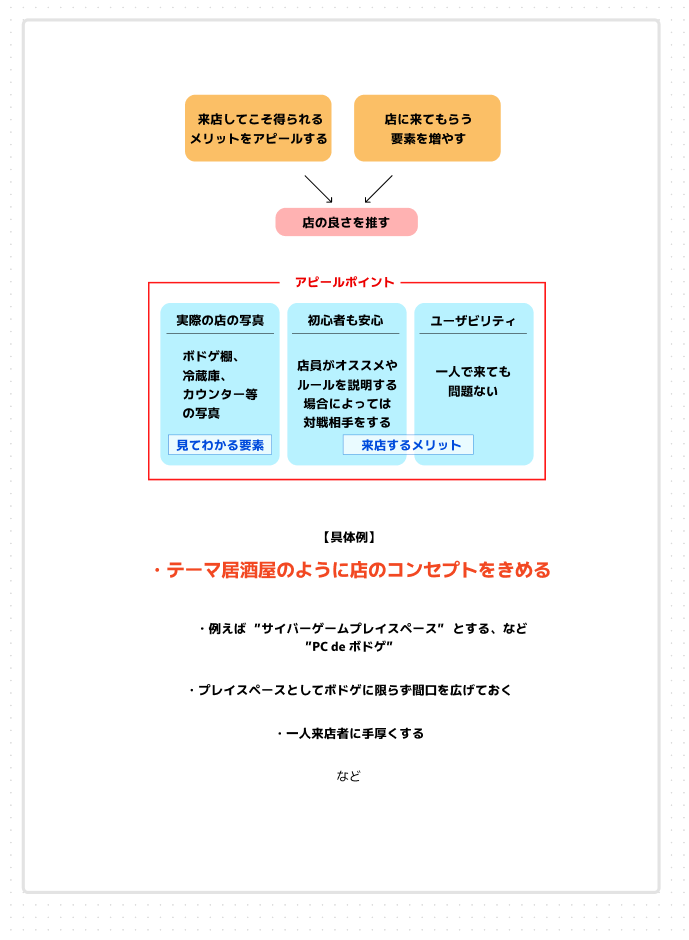 来店してこそ得られる
メリットをアピールする
店に来てもらう
要素を増やす
店の良さを推す
アピールポイント
実際の店の写真
ボドゲ棚、
冷蔵庫、
カウンター等
の写真
見てわかる要素
初心者も安心
店員がオススメや
ルールを説明する
場合によっては
対戦相手をする
ユーザビリティ
一人で来ても
問題ない
来店するメリット
【具体例】
・テーマ居酒屋のように店のコンセプトをきめる
・例えば "サイバーゲームプレイスペース" とする、など
"PC de ボドゲ"
・プレイスペースとしてボドゲに限らず間口を広げておく
・一人来店者に手厚くする
など